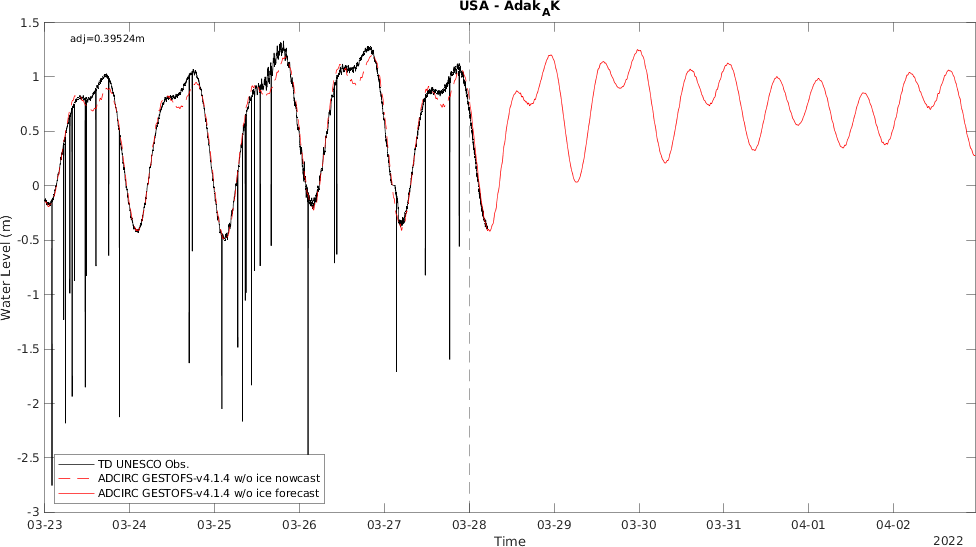 USA - Adak_AK
adj=0.39524m
1.5
1
0.5
0
-0.5
-1
-1.5
-2
-2.5
-3
Water Level (m)
TD UNESCO Obs.
ADCIRC GESTOFS-v4.1.4 w/o ice nowcast
ADCIRC GESTOFS-v4.1.4 w/o ice forecast
03-23 03-24 03-25 03-26 03-27 03-28 03-29 03-30 03-31 04-01 04-02
Time
2022